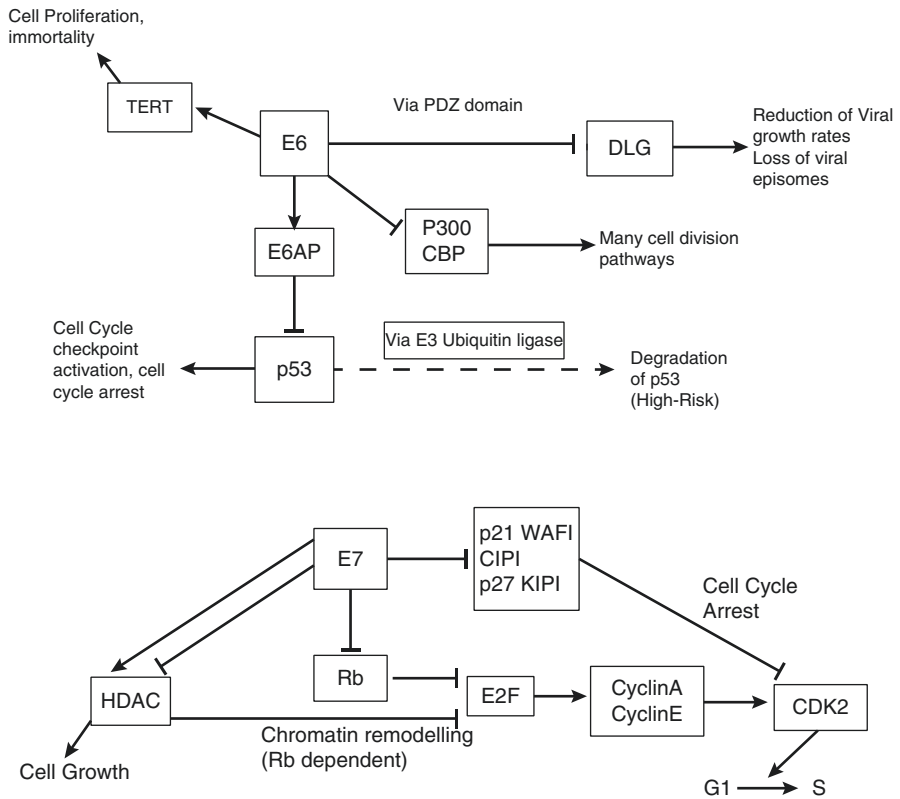 Cell Proliferation,
immortality
TERT
E6
Via PDZ domain
DLG
Reduction of Viral
growth rates
Loss of viral
episomes
E6AP
P300
CBP
Many cell division
pathways
Cell Cycle
checkpoint
activation, cell
cycle arrest
p53
Via E3 Ubiquitin ligase
Degradation
of p53
(High-Risk)
E7
p21 WAFI
CIPI
p27 KIPI
Cell Cycle
Arrest
Rb
HDAC
E2F
CyclinA
CyclinE
CDK2
Chromatin remodelling
(Rb dependent)
Cell Growth
G1
S